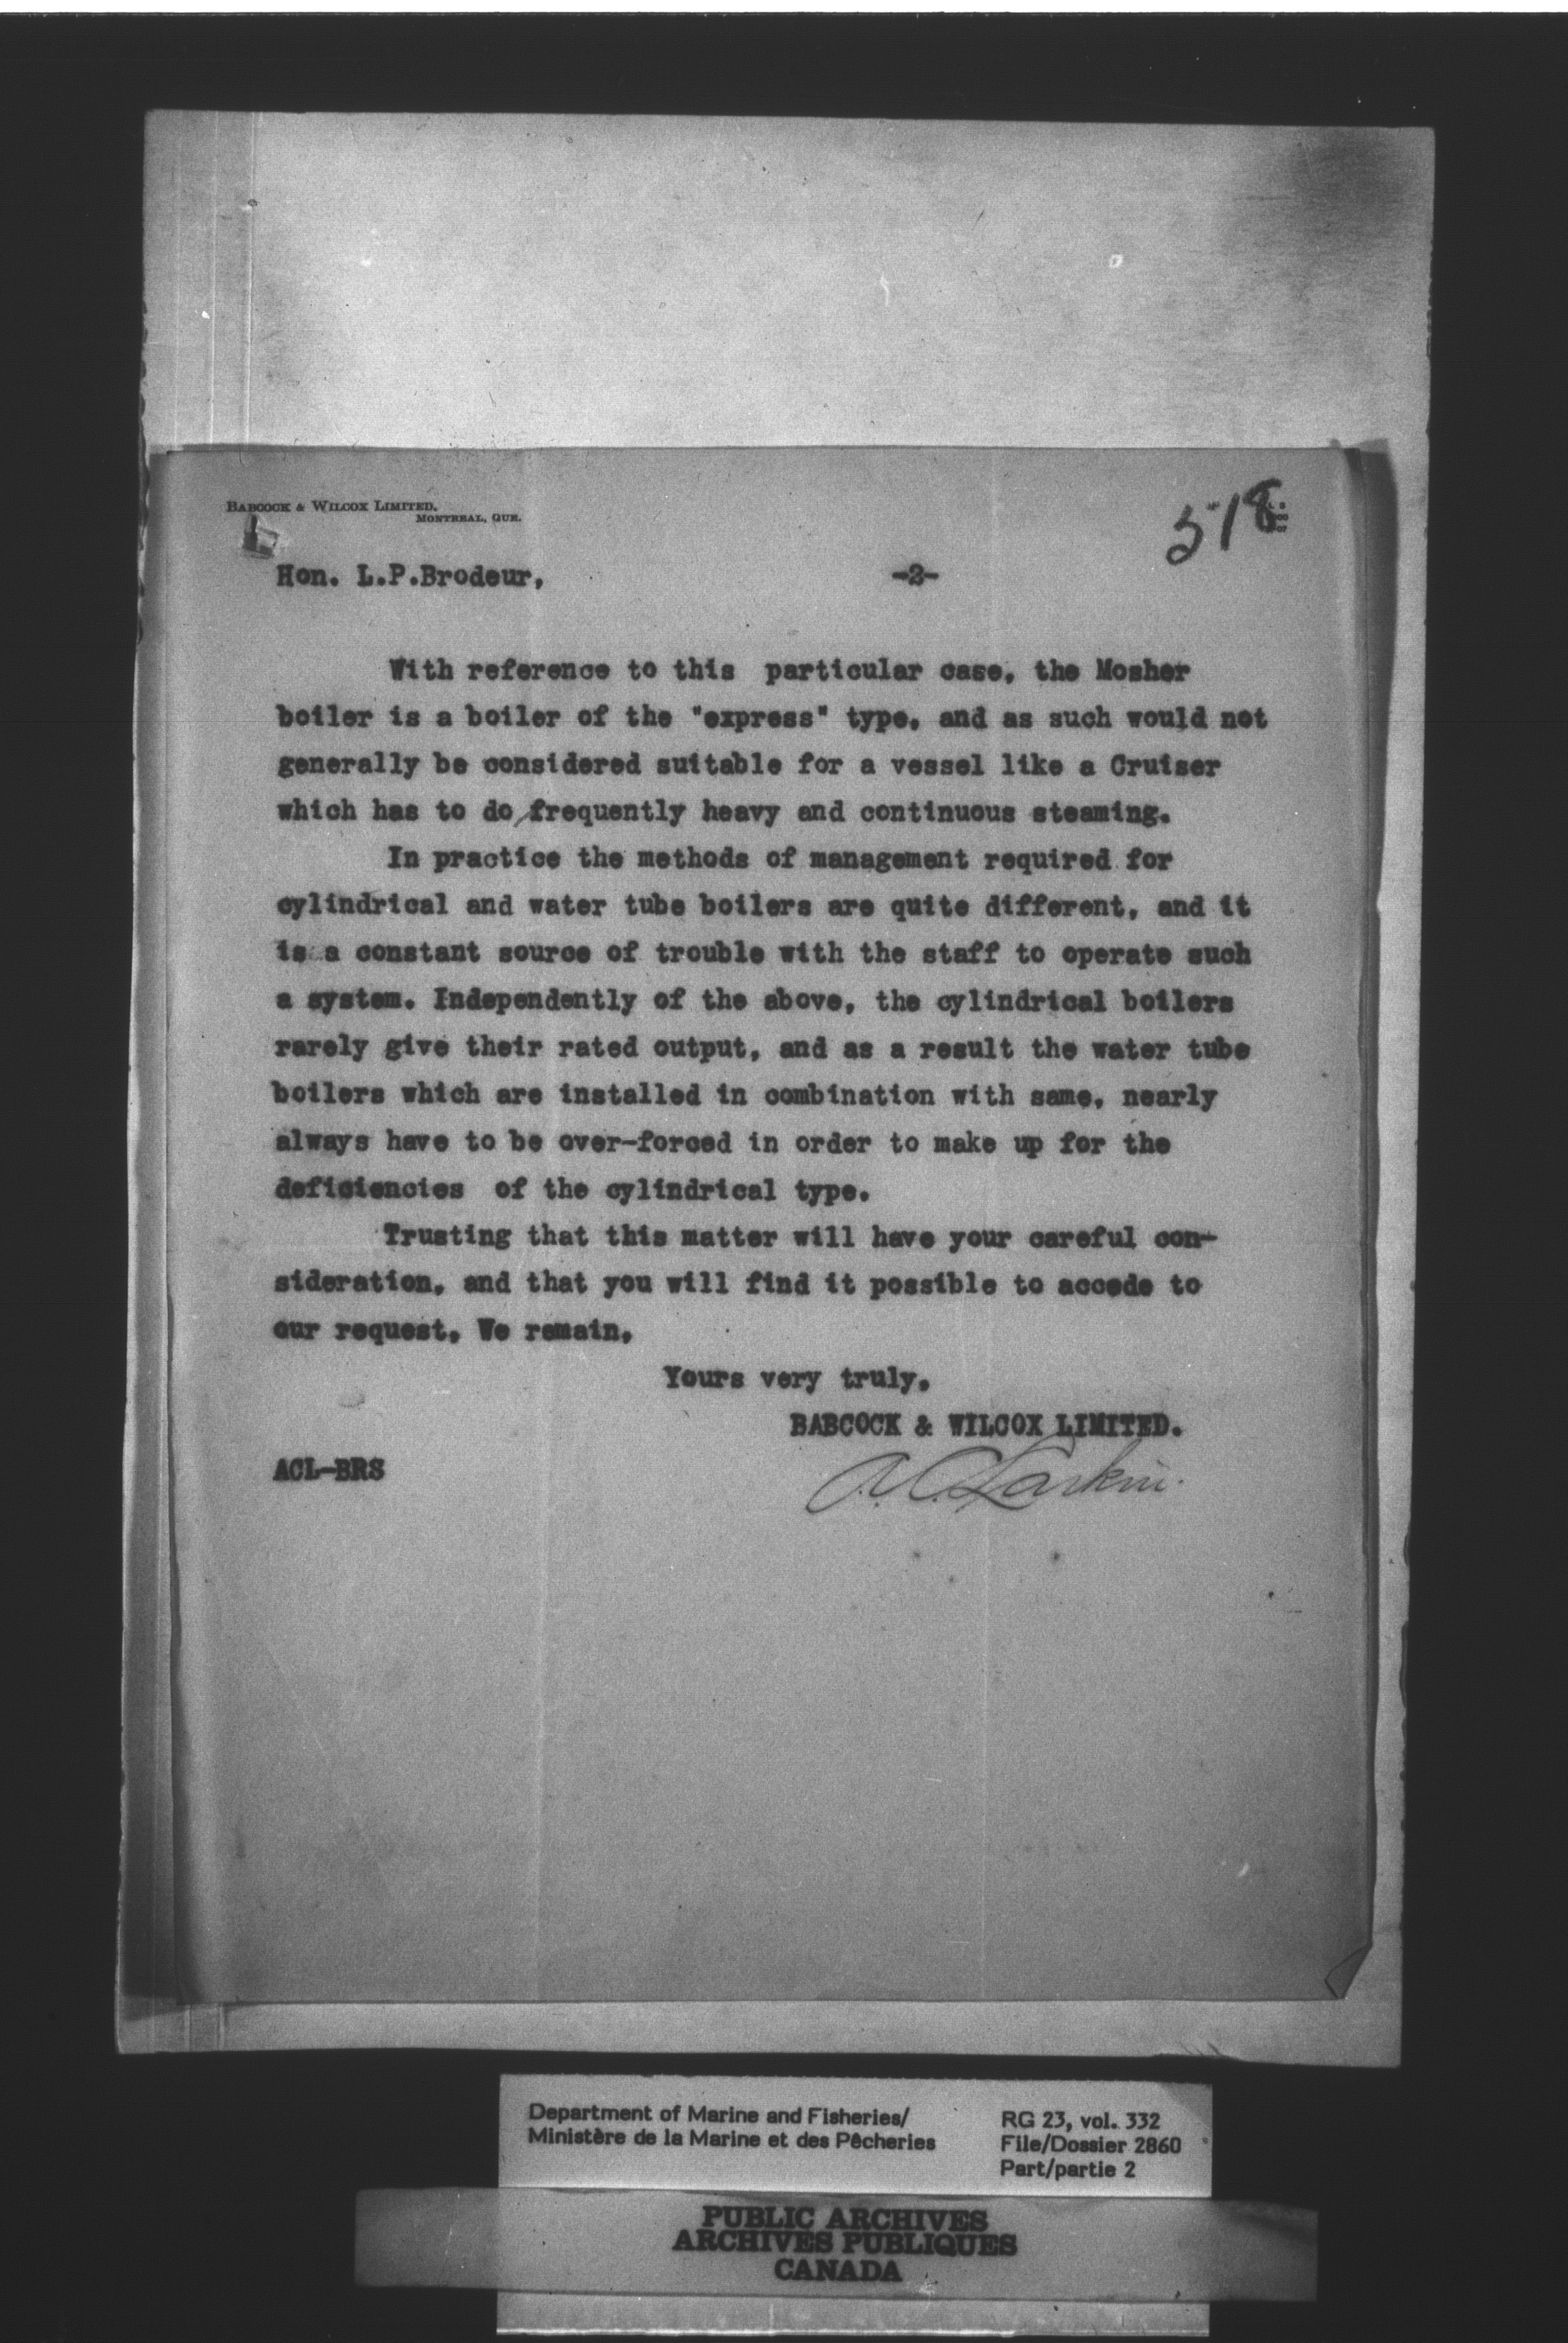 BABCOCK & WILCOX LIMITED.
MONTREAL, QUE.
518
Hon. L.P.Brodeur, -2-
With reference to this particular case, the Mosher
boiler is a boiler of the "express" type, and as such would not
generally be considered suitable for a vessel like a Cruiser
which has to do frequently heavy and continuous steaming.
In practice the methods of management required for
cylindrical and water tube boilers are quite different, and it
is a constant source of trouble with the staff to operate such
a system. Independently of the above, the cylindrical boilers
rarely give their rated output, and as a result the water tube
boilers which are installed in combination with same, nearly
always have to be over-forced in order to make up for the
deficiencies of the cylindrical type.
Trusting that this matter will have your careful con-
sideration, and that you will find it possible to accede to
our request, We remain,
Yours very truly,
BABCOCK & WILCOX LIMITED.
A.C. Larkin.
ACL-BRS
Department of Marine and Fisheries/
Ministère de la Marine et des Pêcheries
RG 23, vol. 332
File/Dossier 2860
Part/partie 2
PUBLIC ARCHIVES
ARCHIVES PUBLIQUES
CANADA